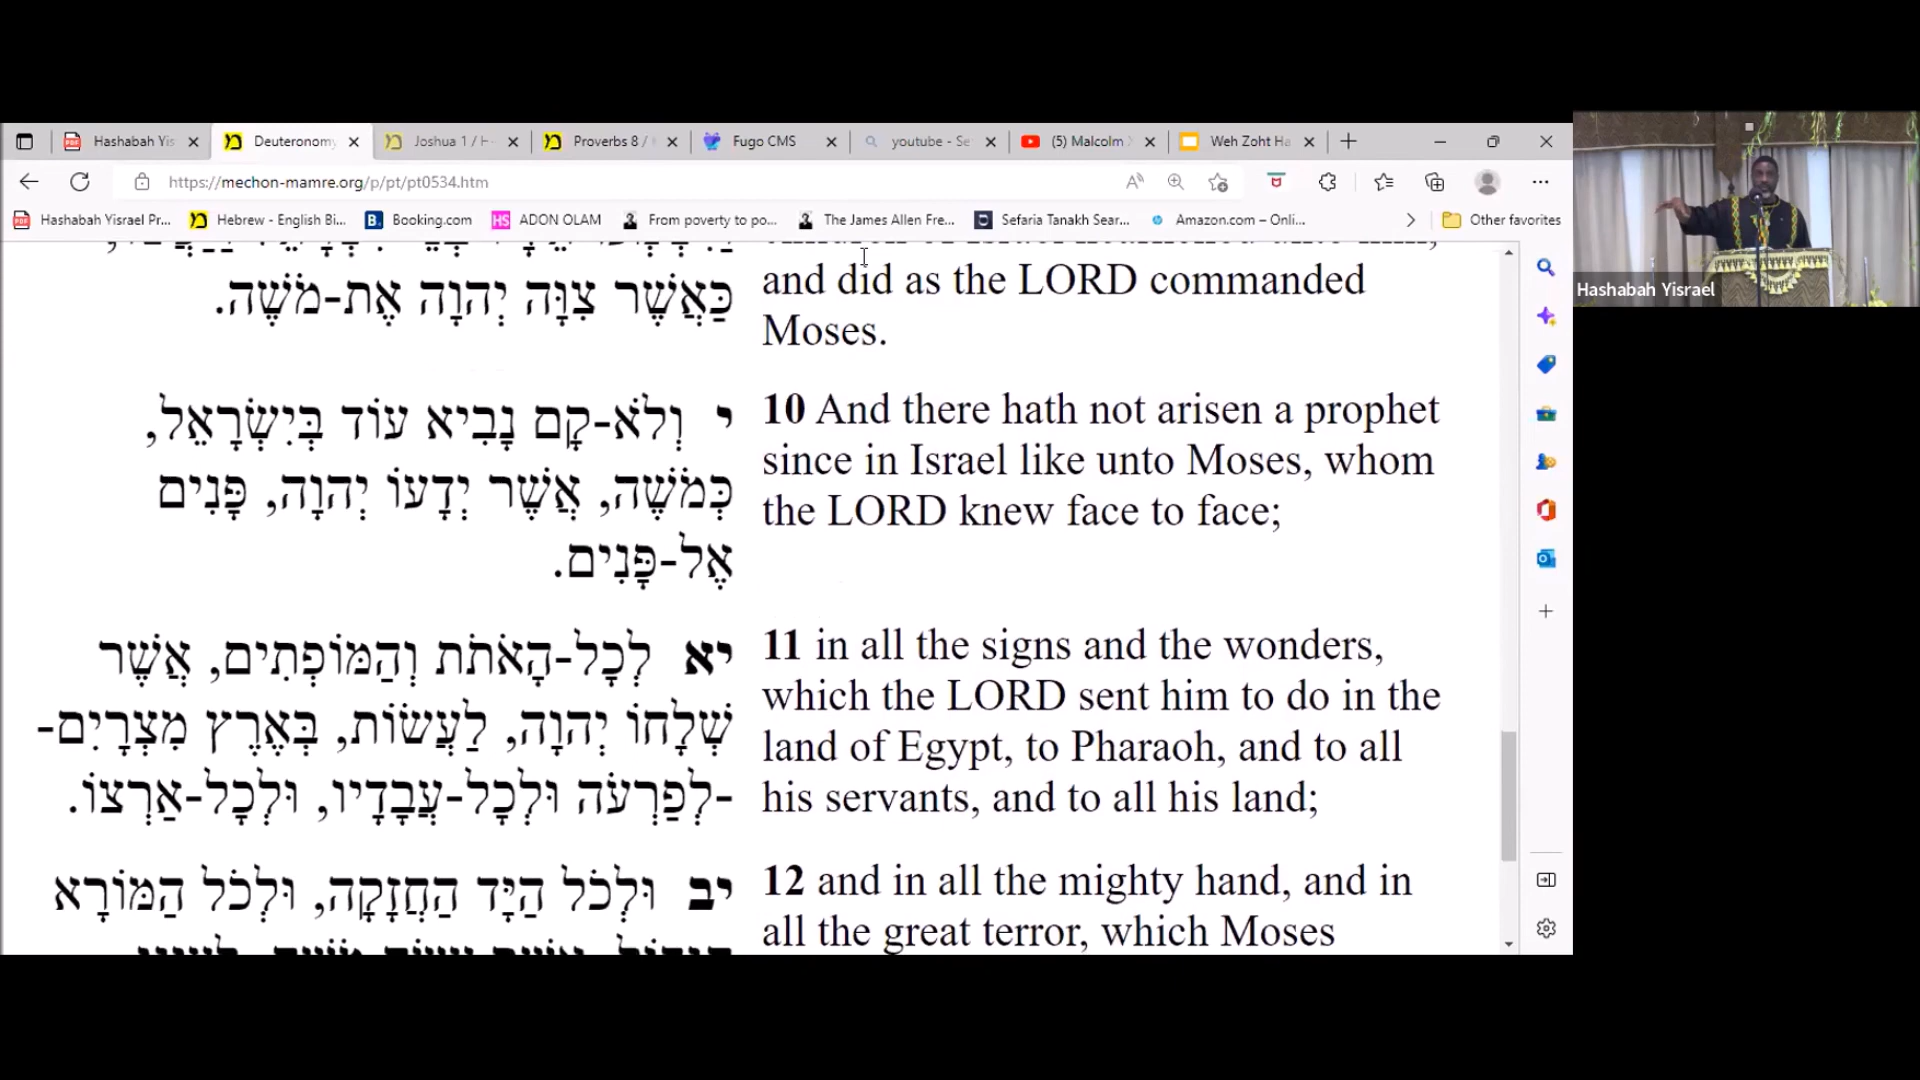 Hashabah Yis
Deuteronomy
Joshua 1 / H
Proverbs 8 /
Fugo CMS
youtube - Se
(5) Malcolm
Weh Zoht Ha
https://mechon-mamre.org/p/pt/pt0534.htm
Hashabah Yisrael Pr...
Hebrew - English Bi...
Booking.com
ADON OLAM
From poverty to po...
The James Allen Fre...
Sefaria Tanakh Sear...
Amazon.com – Onli...
Other favorites
Hashabah Yisrael
כַּאֲשֶׁר צִוָּה יְהוָה אֶת-מֹשֶׁה.
children of Israel hearkened unto him,
and did as the LORD commanded
Moses.
י וְלֹא-קָם נָבִיא עוֹד בְּיִשְׂרָאֵל,
כְּמֹשֶׁה, אֲשֶׁר יְדָעוֹ יְהוָה, פָּנִים
אֶל-פָּנִים.
10 And there hath not arisen a prophet
since in Israel like unto Moses, whom
the LORD knew face to face;
יא לְכָל-הָאֹתֹת וְהַמּוֹפְתִים, אֲשֶׁר
שְׁלָחוֹ יְהוָה, לַעֲשׂוֹת, בְּאֶרֶץ מִצְרָיִם-
-לְפַרְעֹה וּלְכָל-עֲבָדָיו, וּלְכָל-אַרְצוֹ.
11 in all the signs and the wonders,
which the LORD sent him to do in the
land of Egypt, to Pharaoh, and to all
his servants, and to all his land;
יב וּלְכֹל הַיָּד הַחֲזָקָה, וּלְכֹל הַמּוֹרָא
12 and in all the mighty hand, and in
all the great terror, which Moses